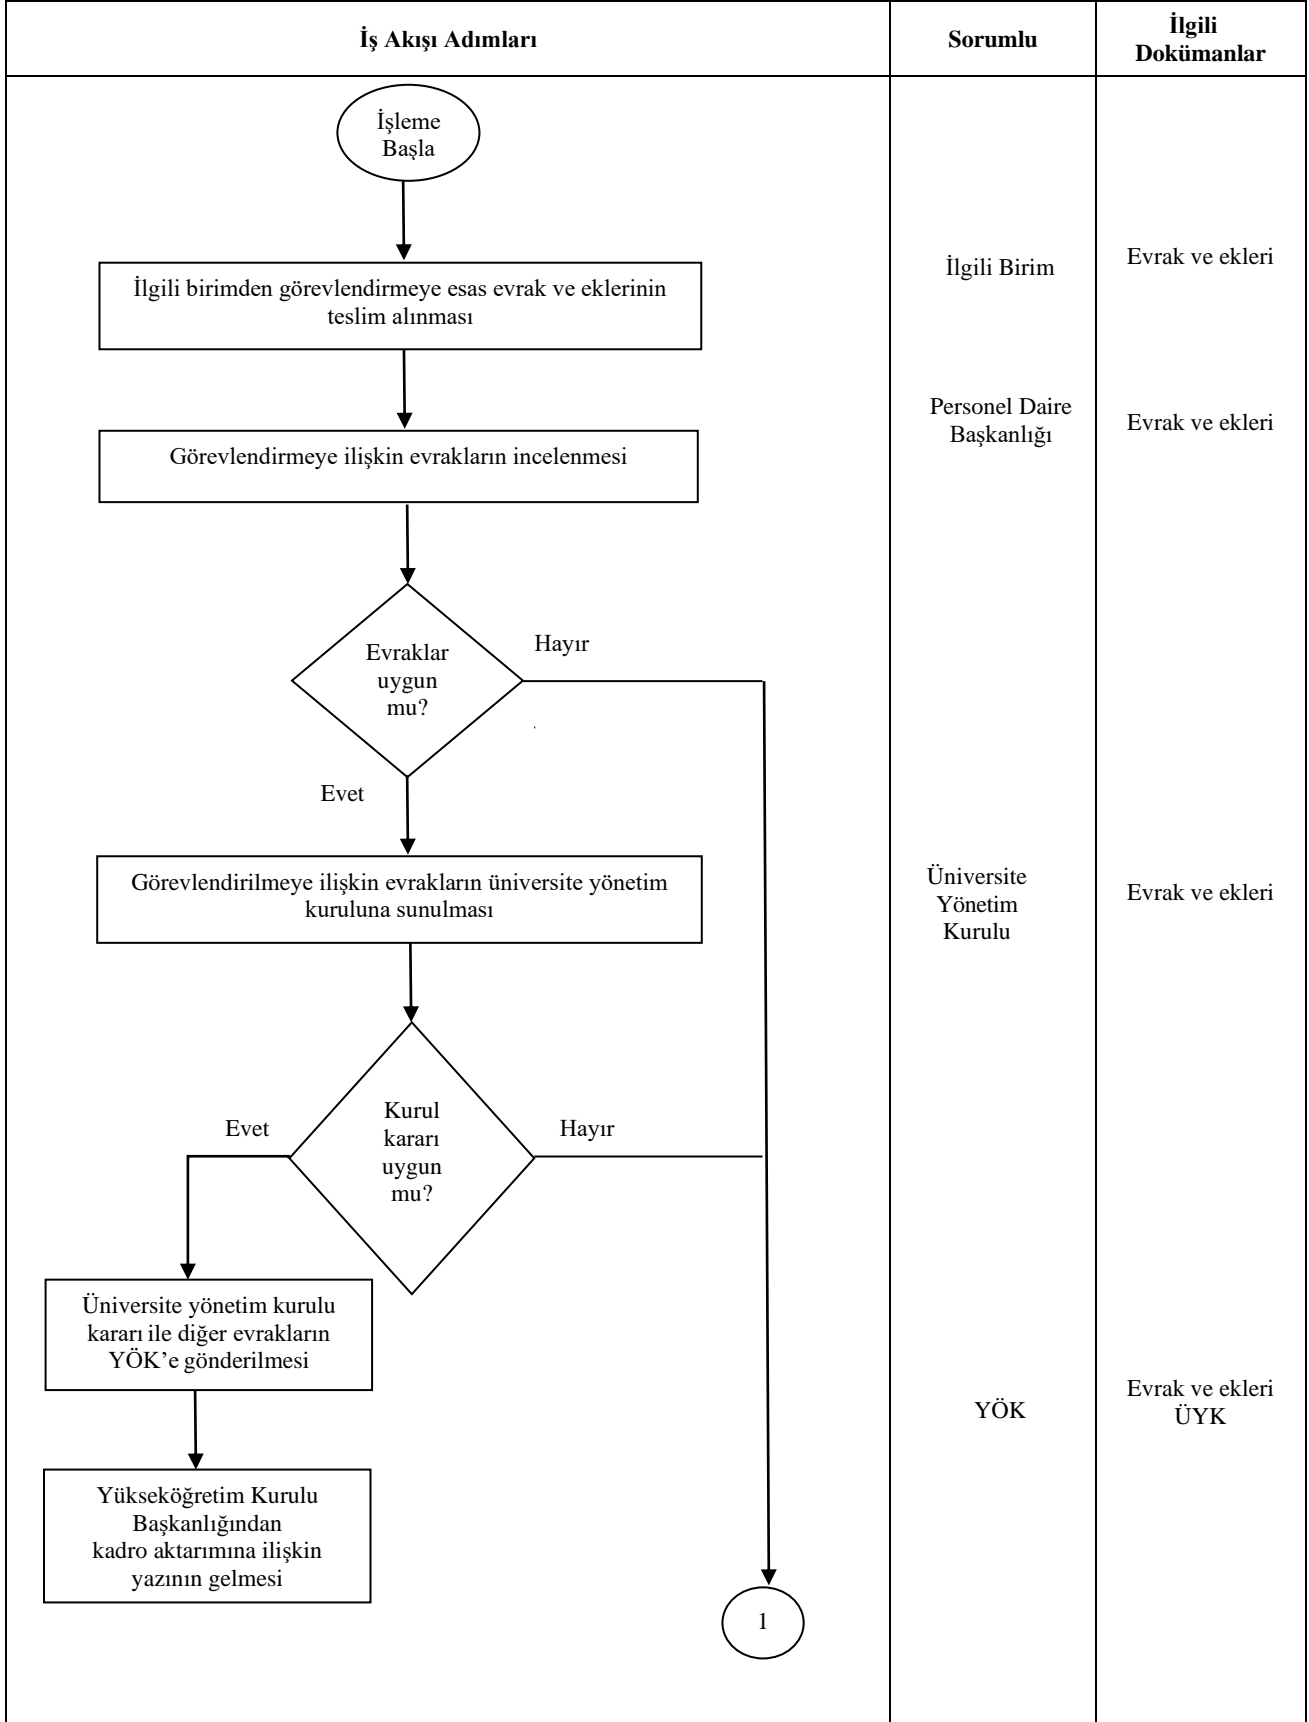 İş Akışı Adımları
Sorumlu
İlgili
Dokümanlar
İşleme
Başla
İlgili birimden görevlendirmeye esas evrak ve eklerinin
teslim alınması
İlgili Birim
Evrak ve ekleri
Görevlendirmeye ilişkin evrakların incelenmesi
Personel Daire
Başkanlığı
Evrak ve ekleri
Evraklar
uygun
mu?
Hayır
Evet
Görevlendirilmeye ilişkin evrakların üniversite yönetim
kuruluna sunulması
Üniversite
Yönetim
Kurulu
Evrak ve ekleri
Kurul
kararı
uygun
mu?
Evet
Hayır
Üniversite yönetim kurulu
kararı ile diğer evrakların
YÖK’e gönderilmesi
YÖK
Evrak ve ekleri
ÜYK
Yükseköğretim Kurulu
Başkanlığından
kadro aktarımına ilişkin
yazının gelmesi
1